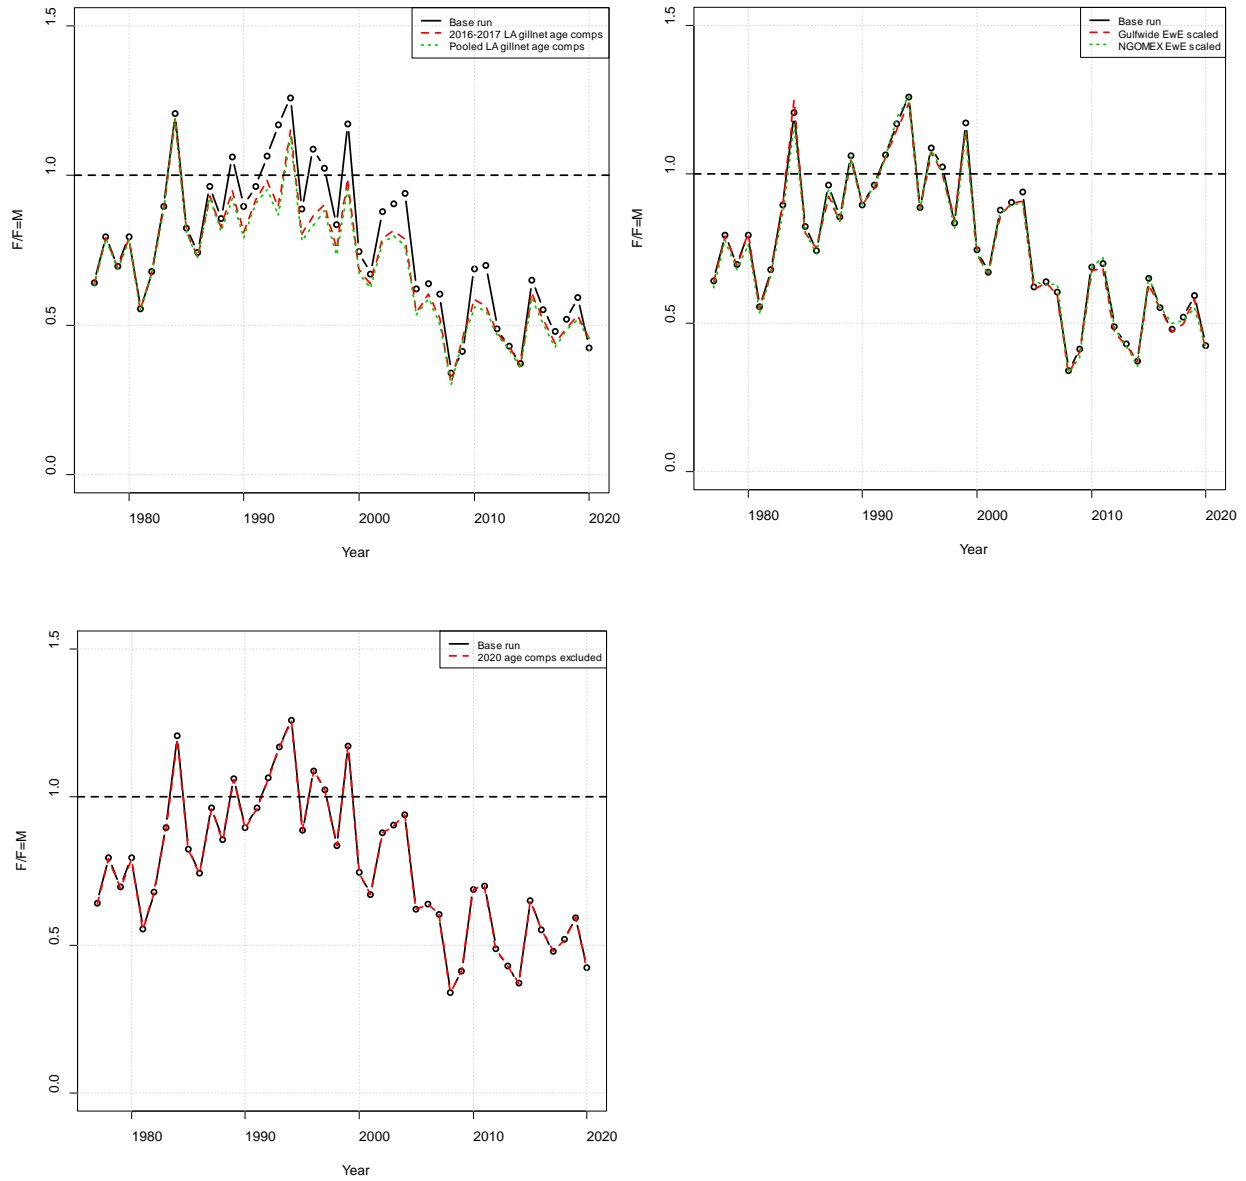 Base run
2016-2017 LA gillnet age comps
Pooled LA gillnet age comps
1.5
1.0
0.5
0.0
F/F=M
1980
1990
2000
2010
2020
Year
Base run
Gulfwide EwE scaled
NGOMEX EwE scaled
1.5
1.0
0.5
0.0
F/F=M
1980
1990
2000
2010
2020
Year
Base run
2020 age comps excluded
1.5
1.0
0.5
0.0
F/F=M
1980
1990
2000
2010
2020
Year